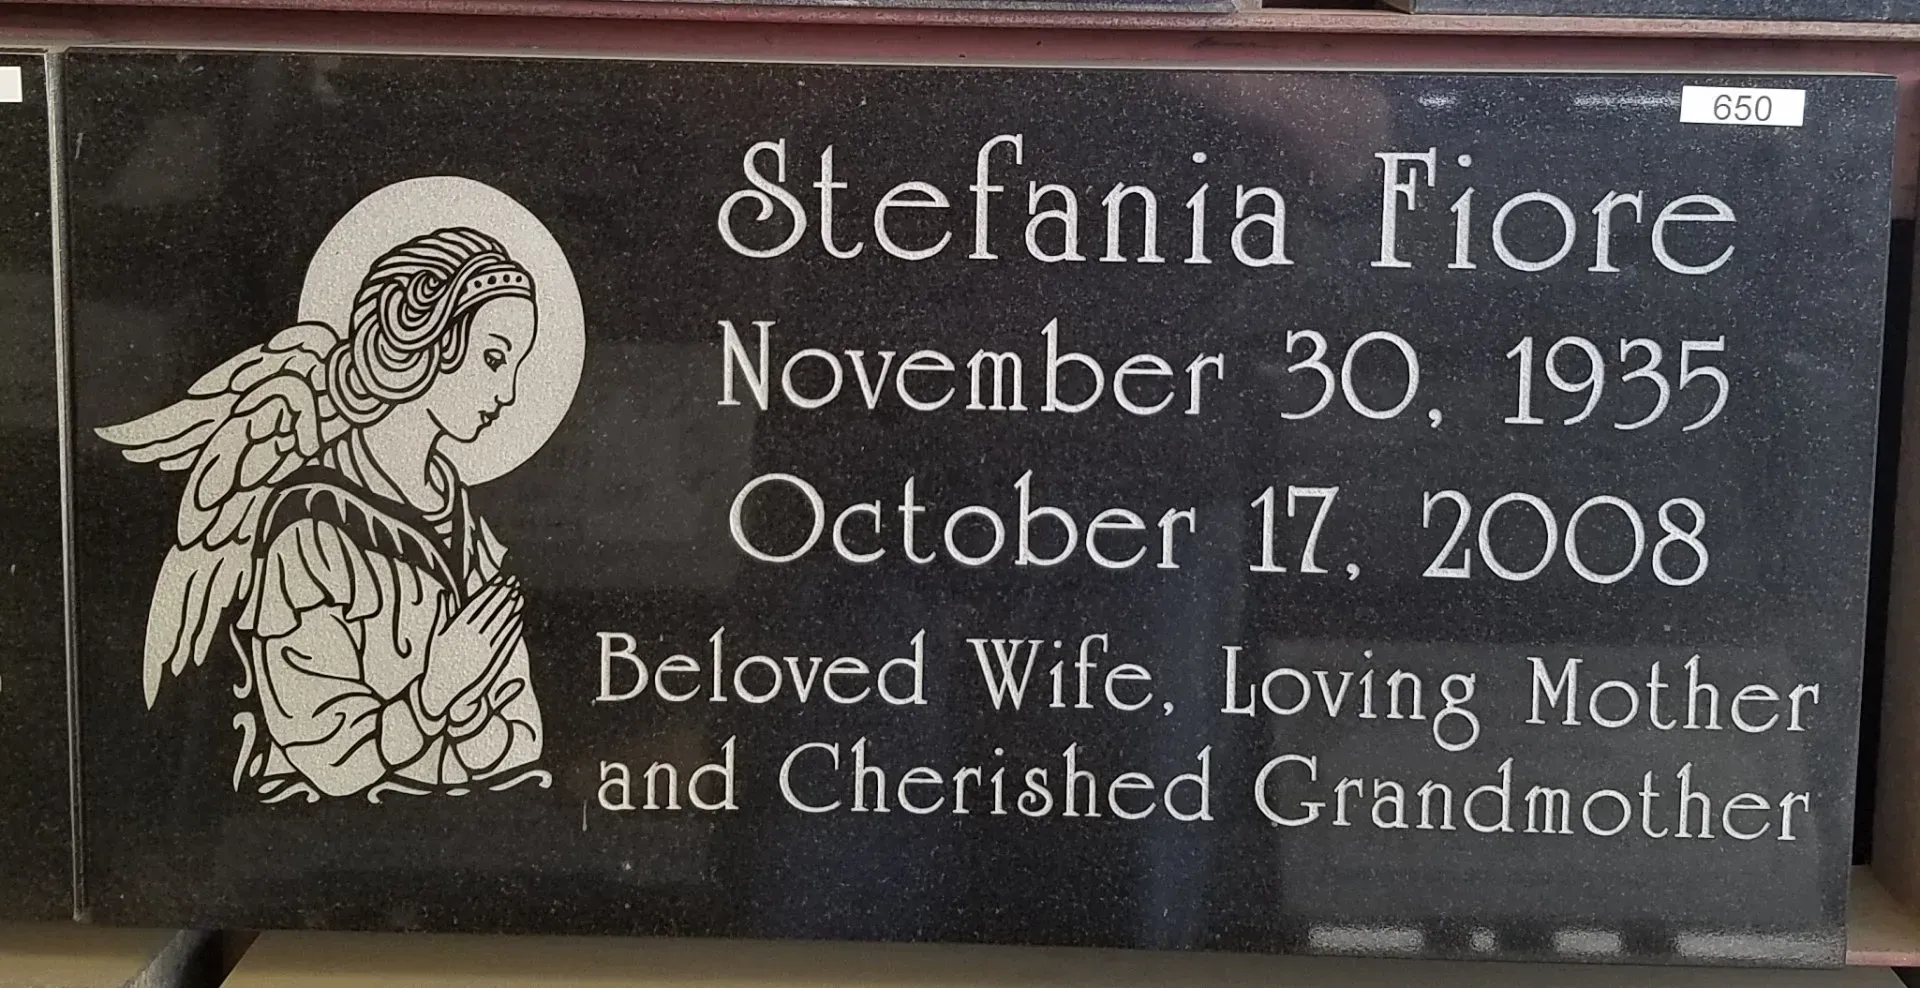 650
Stefania Fiore
November 30, 1935
October 17, 2008
Beloved Wife, Loving Mother
and Cherished Grandmother